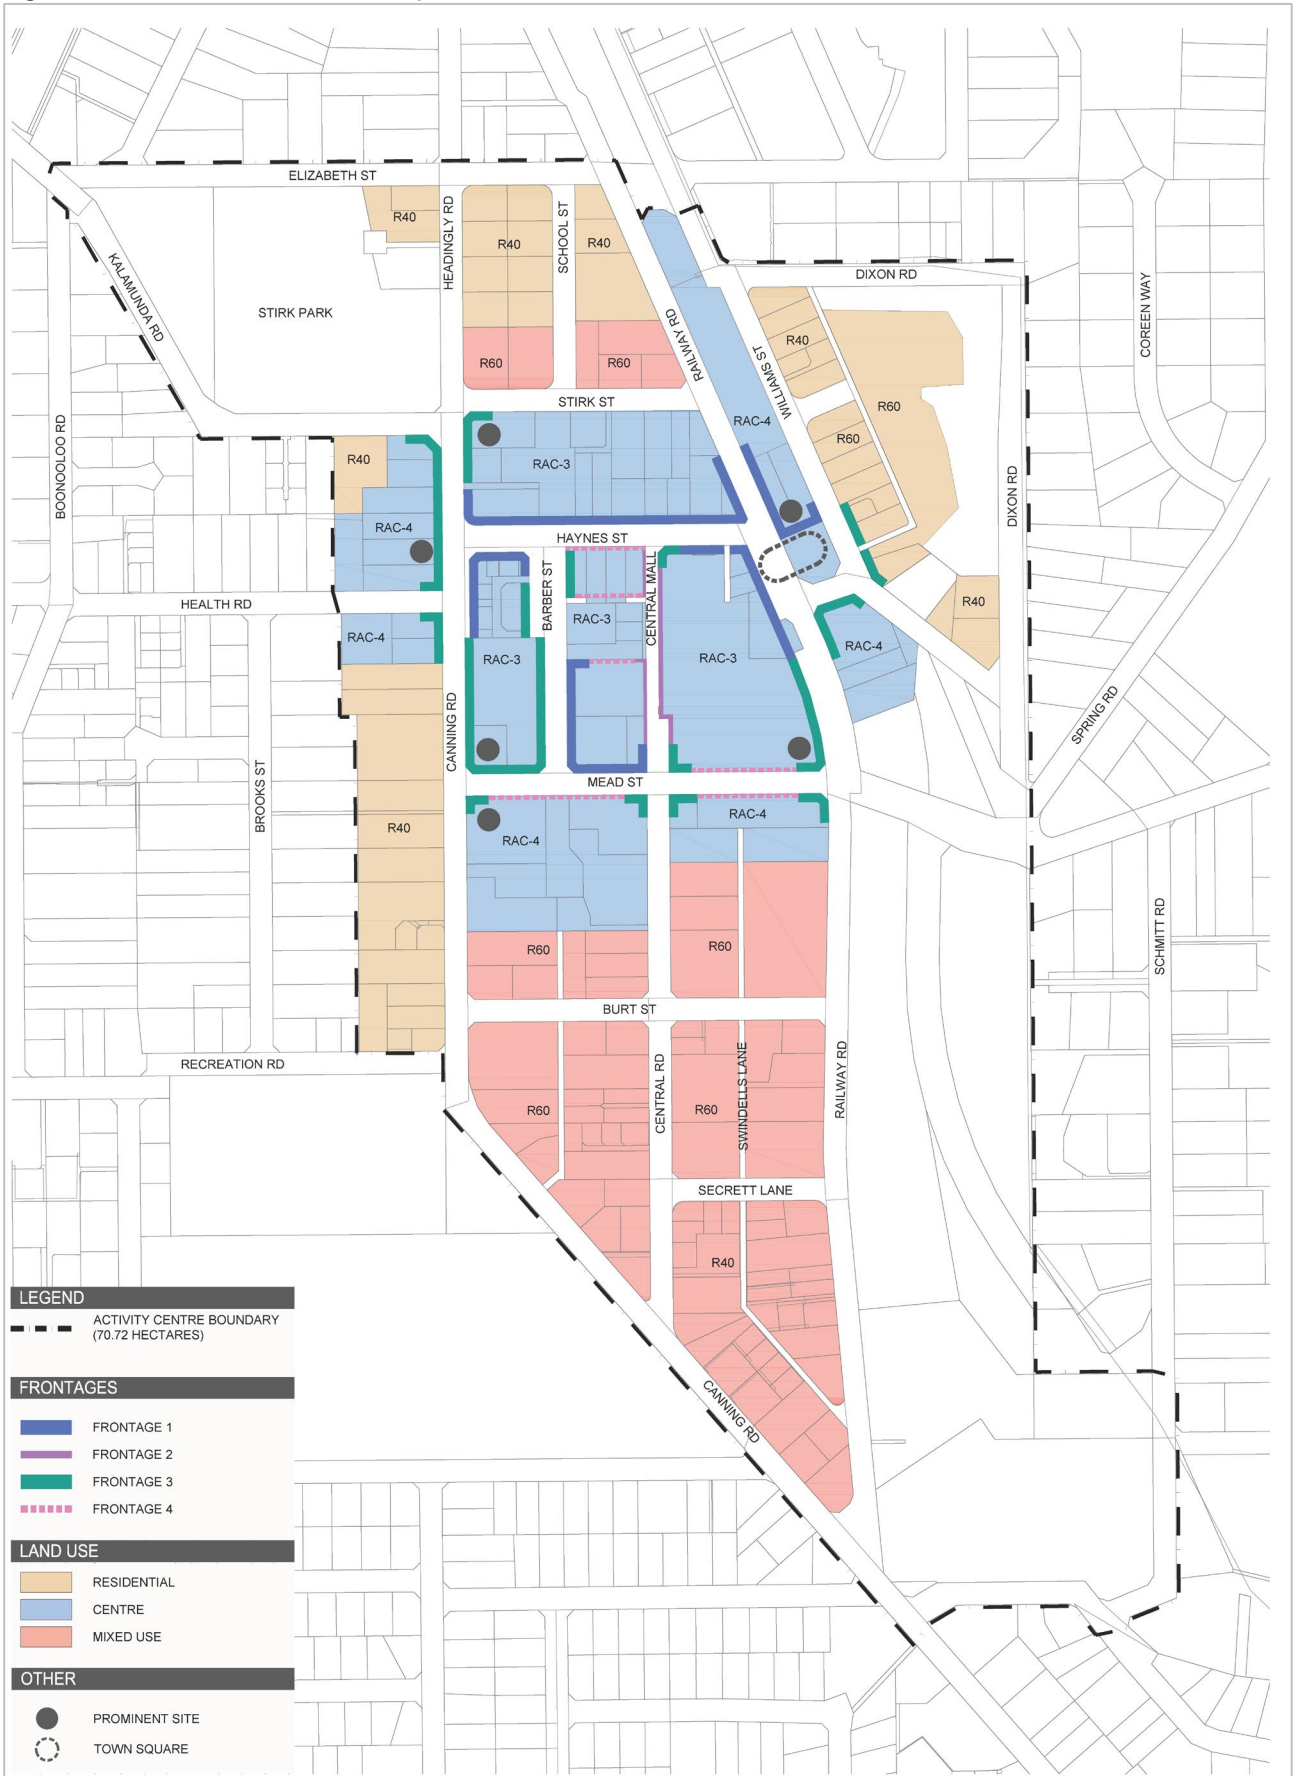 ELIZABETH ST
R40
HEADINGLY RD
R40
SCHOOL ST
R40
DIXON RD
KALAMUNDA RD
STIRK PARK
COREEN WAY
RAILWAY RD
R40
WILLIAMS ST
R60
R60
R60
STIRK ST
RAC-4
R60
BOONOOLOO RD
R40
RAC-3
DIXON RD
RAC-4
HAYNES ST
BARBER ST
CENTRAL MALL
HEALTH RD
R40
RAC-3
RAC-4
RAC-3
RAC-3
RAC-4
CANNING RD
SPRING RD
MEAD ST
BROOKS ST
R40
RAC-4
RAC-4
R60
R60
SCHMITT RD
BURT ST
RECREATION RD
R60
CENTRAL RD
R60
SWINDELLS LANE
RAILWAY RD
SECRETT LANE
R40
CANNING RD
LEGEND
ACTIVITY CENTRE BOUNDARY
(70.72 HECTARES)
FRONTAGES
FRONTAGE 1
FRONTAGE 2
FRONTAGE 3
FRONTAGE 4
LAND USE
RESIDENTIAL
CENTRE
MIXED USE
OTHER
PROMINENT SITE
TOWN SQUARE